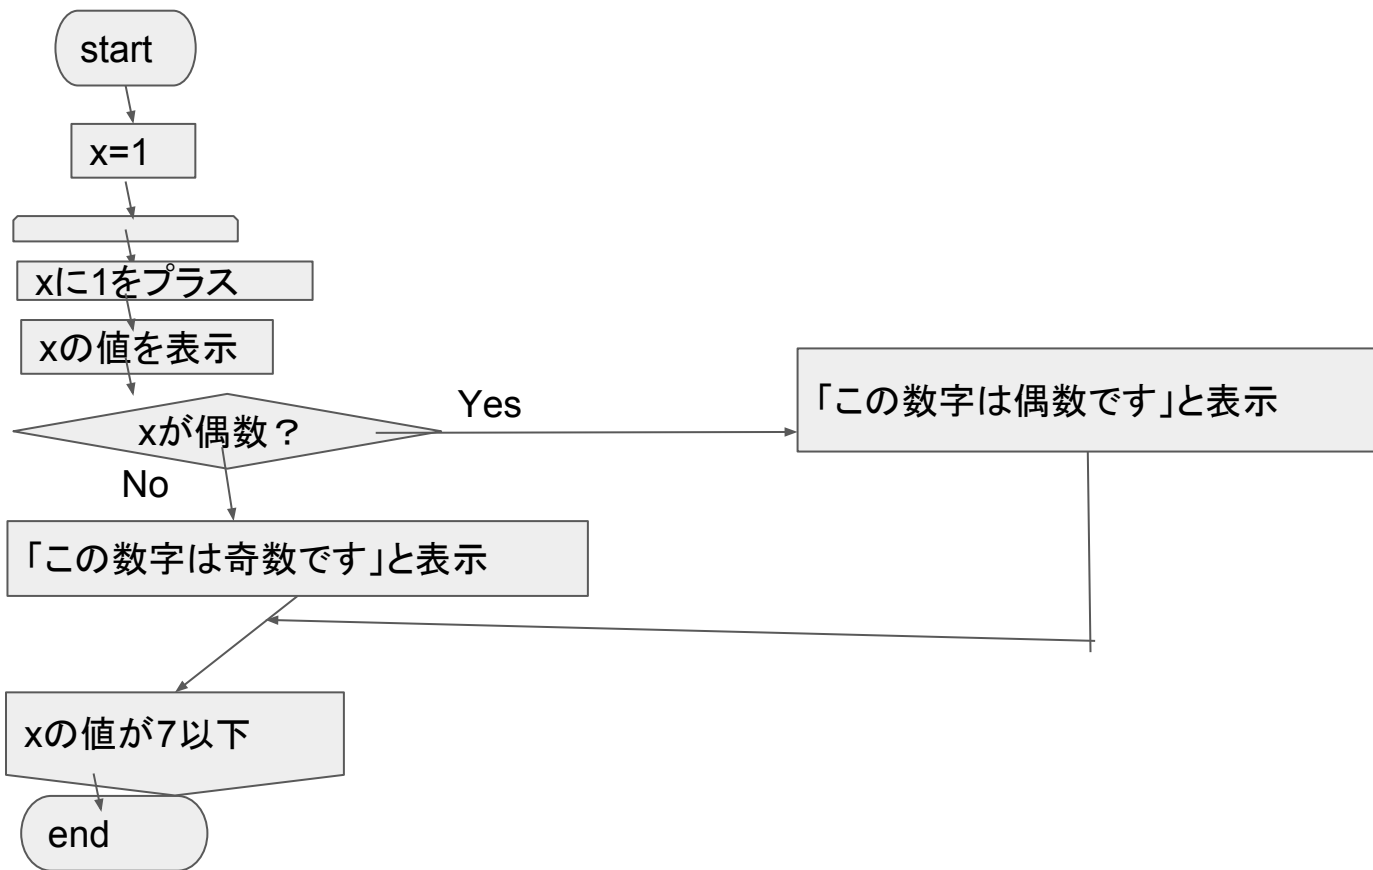 start
x=1
xに1をプラス
xの値を表示
xが偶数？
Yes
「この数字は偶数です」と表示
No
「この数字は奇数です」と表示
xの値が7以下
end